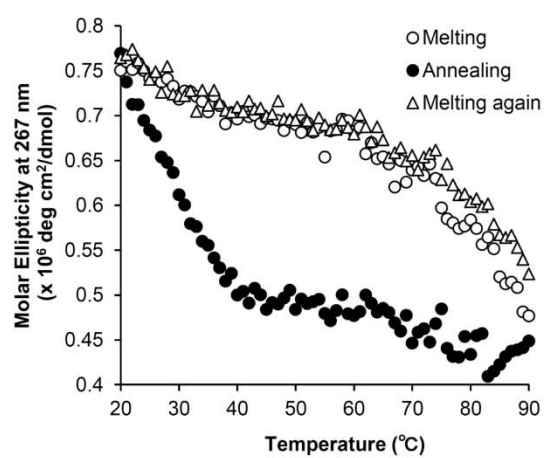 ○ Melting
● Annealing
△ Melting again
0.8
0.75
0.7
0.65
0.6
0.55
0.5
0.45
0.4
Molar Ellipticity at 267 nm
(x 10⁶ deg cm²/dmol)
20 30 40 50 60 70 80 90
Temperature (℃)